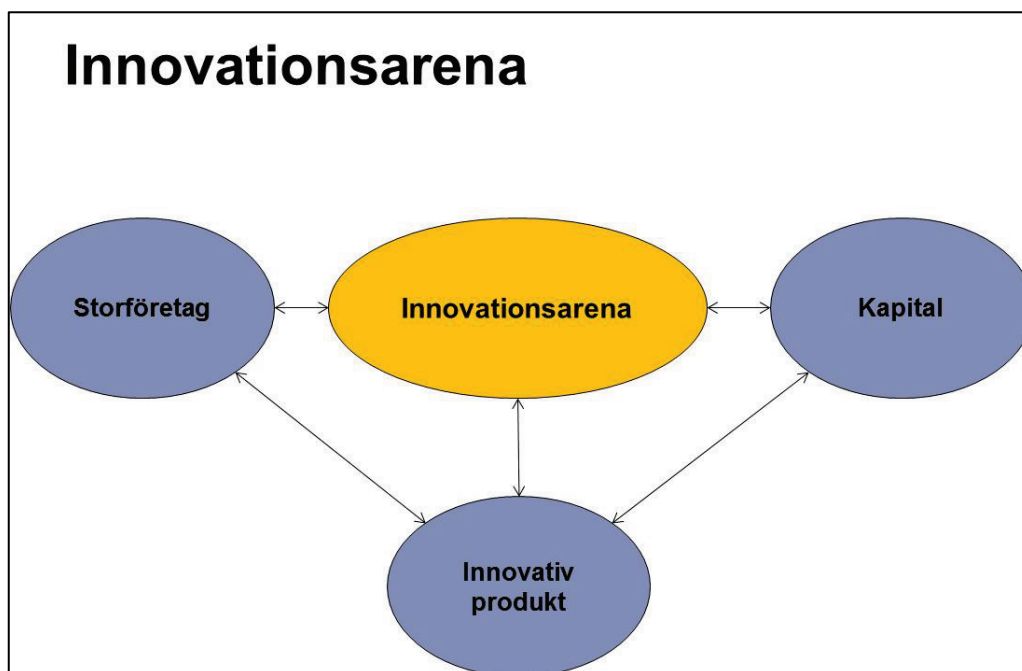 Innovationsarena
Storföretag
Innovationsarena
Kapital
Innovativ
produkt